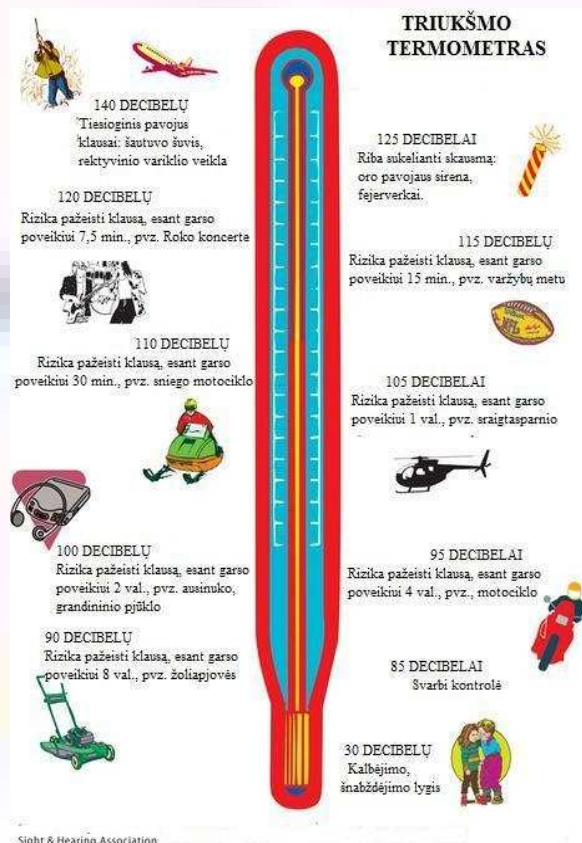 TRIUKŠMO
TERMOMETRAS
140 DECIBELŲ
Tiesioginis pavojus
klausai: šautuvo šūvis,
rektyvinio variklio veikla
125 DECIBELAI
Riba sukelianti skausmą:
oro pavojaus sirena,
fejerverkai.
120 DECIBELŲ
Rizika pažeisti klausą, esant garso
poveikiui 7,5 min., pvz. Roko koncerte
115 DECIBELŲ
Rizika pažeisti klausą, esant garso
poveikiui 15 min., pvz. varžybų metu
110 DECIBELŲ
Rizika pažeisti klausą, esant garso
poveikiui 30 min., pvz. sniego motociklo
105 DECIBELAI
Rizika pažeisti klausą, esant garso
poveikiui 1 val., pvz. sraigtasparnio
100 DECIBELŲ
Rizika pažeisti klausą, esant garso
poveikiui 2 val., pvz. ausinuko,
grandininio pjūklo
95 DECIBELAI
Rizika pažeisti klausą, esant garso
poveikiui 4 val., pvz., motociklo
90 DECIBELŲ
Rizika pažeisti klausą, esant garso
poveikiui 8 val., pvz. žoliapjovės
85 DECIBELAI
Svarbi kontrolė
30 DECIBELŲ
Kalbėjimo,
šnabždėjimo lygis
Sight & Hearing Association